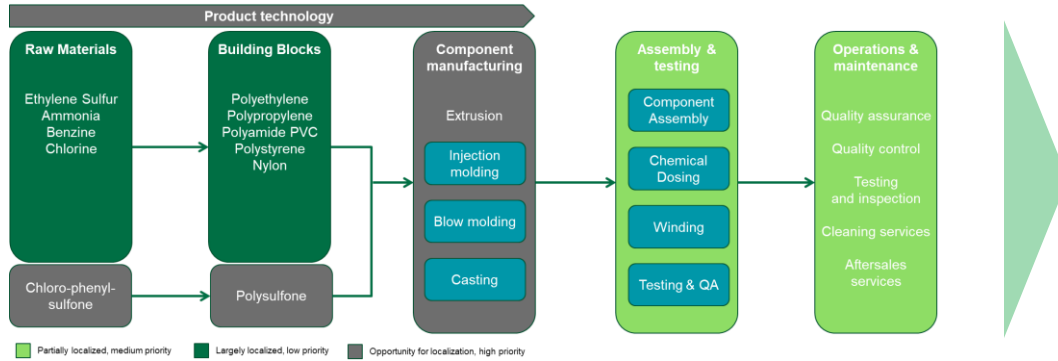 Product technology
Raw Materials
Ethylene Sulfur
Ammonia
Benzine
Chlorine
Chloro-phenyl-
sulfone
Building Blocks
Polyethylene
Polypropylene
Polyamide PVC
Polystyrene
Nylon
Polysulfone
Component
manufacturing
Extrusion
Injection
molding
Blow molding
Casting
Assembly &
testing
Component
Assembly
Chemical
Dosing
Winding
Testing & QA
Operations &
maintenance
Quality assurance
Quality control
Testing
and inspection
Cleaning services
Aftersales
services
Partially localized, medium priority
Largely localized, low priority
Opportunity for localization, high priority